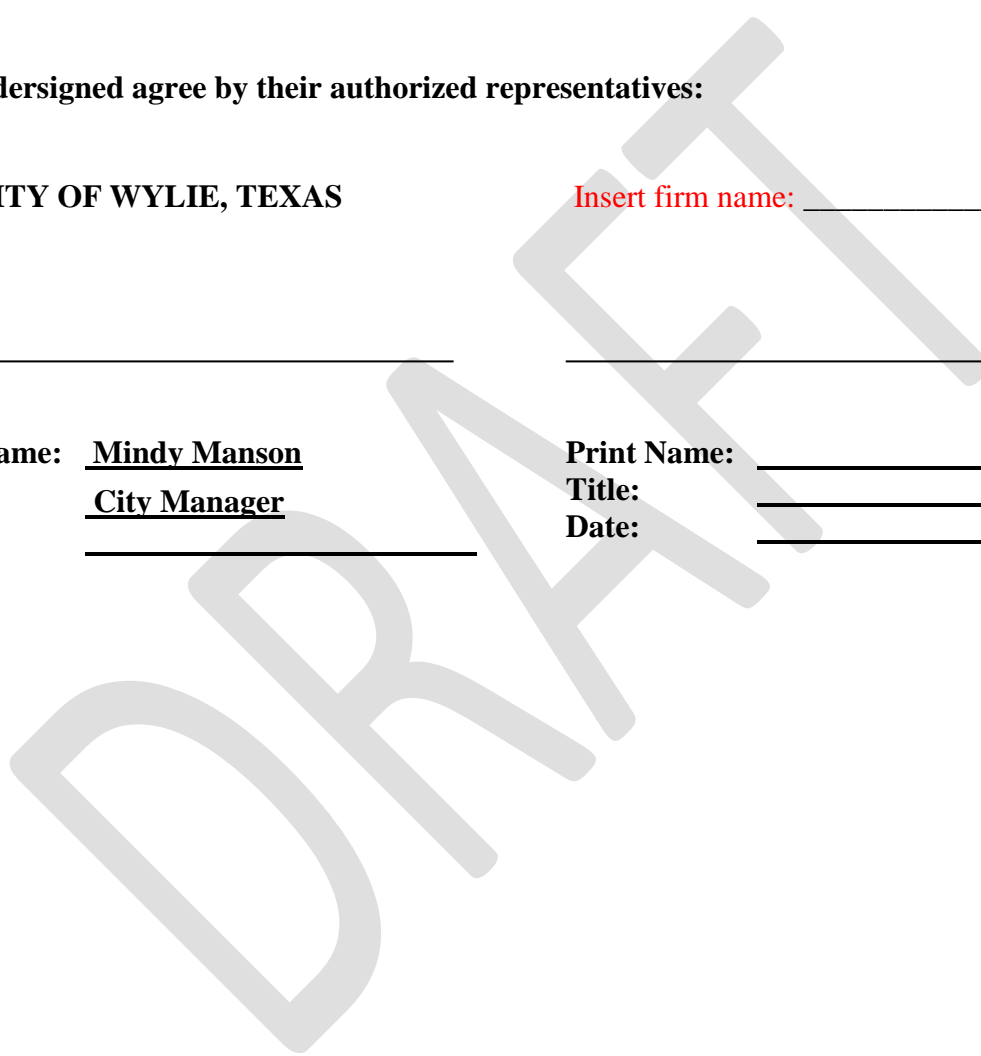 dersigned agree by their authorized representatives:
ITY OF WYLIE, TEXAS Insert firm name: ___________
ame: Mindy Manson Print Name:
City Manager Title:
Date:
DRAFT